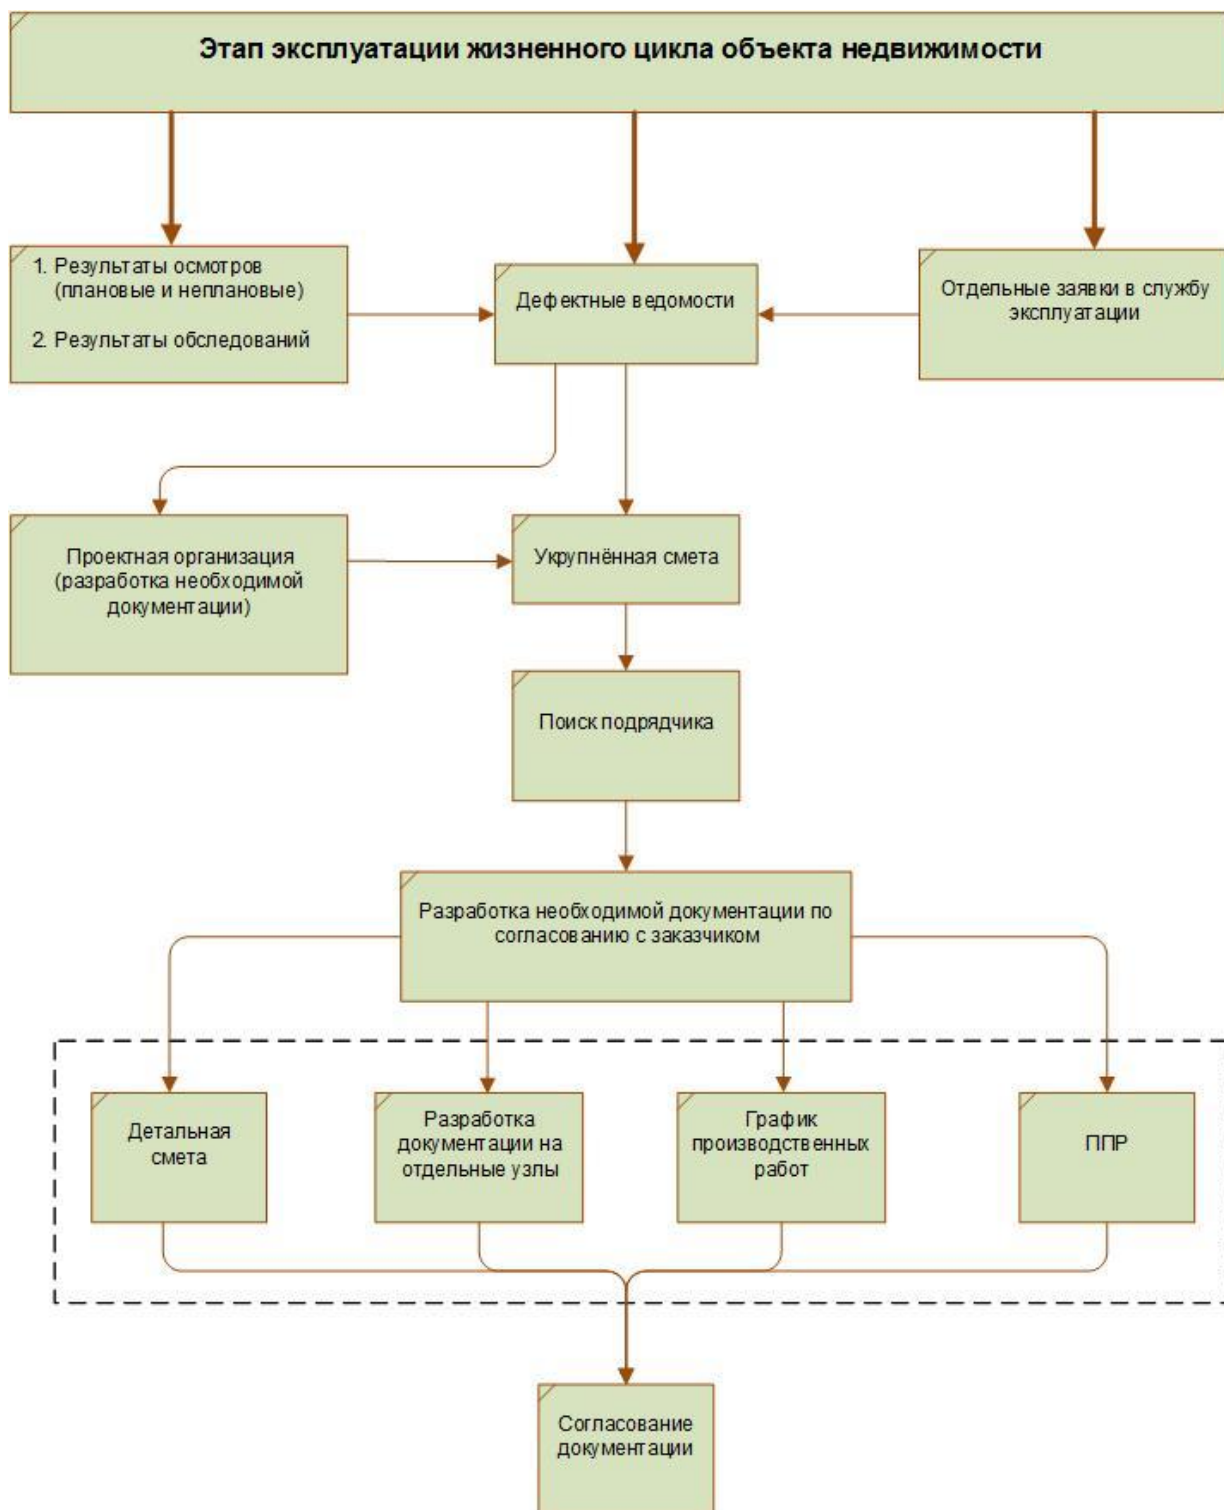 Этап эксплуатации жизненного цикла объекта недвижимости
1. Результаты осмотров
(плановые и неплановые)
2. Результаты обследований
Дефектные ведомости
Отдельные заявки в службу
эксплуатации
Проектная организация
(разработка необходимой
документации)
Укрупнённая смета
Поиск подрядчика
Разработка необходимой документации по
согласованию с заказчиком
Детальная
смета
Разработка
документации на
отдельные узлы
График
производственных
работ
ППР
Согласование
документации